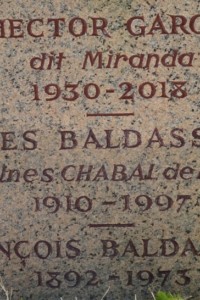 HECTOR GARC
dit Miranda
1930-2018
ES BALDASS
Ines CHABAL de
1910-1997
NÇOIS BALDA
1892-1973